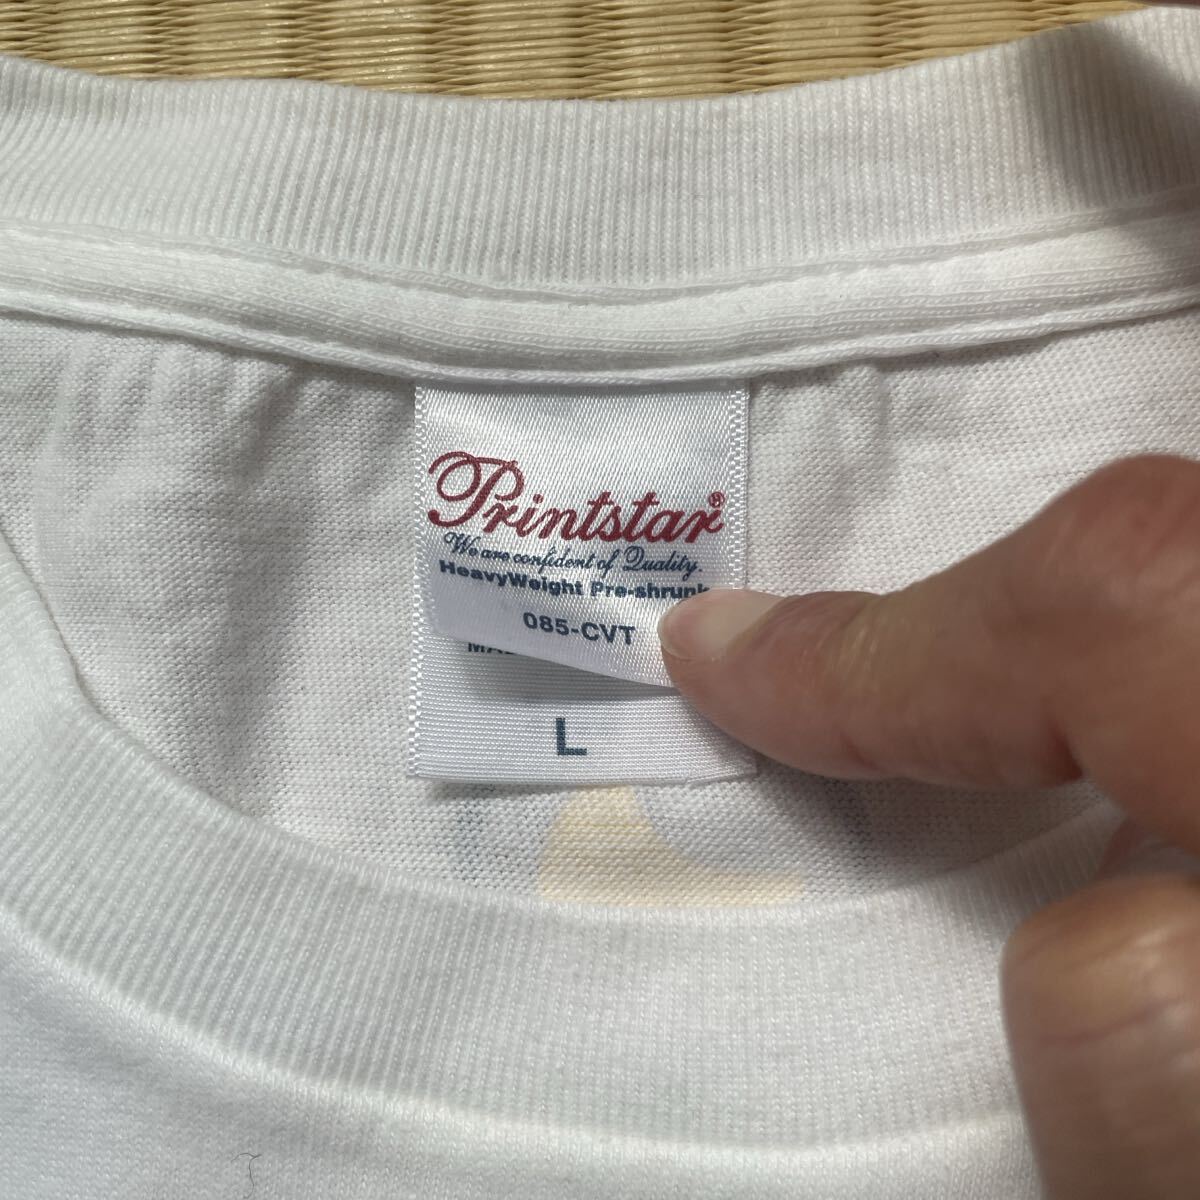 Printstar®
We are confident of Quality.
HeavyWeight Pre-shrunk
085-CVT
L